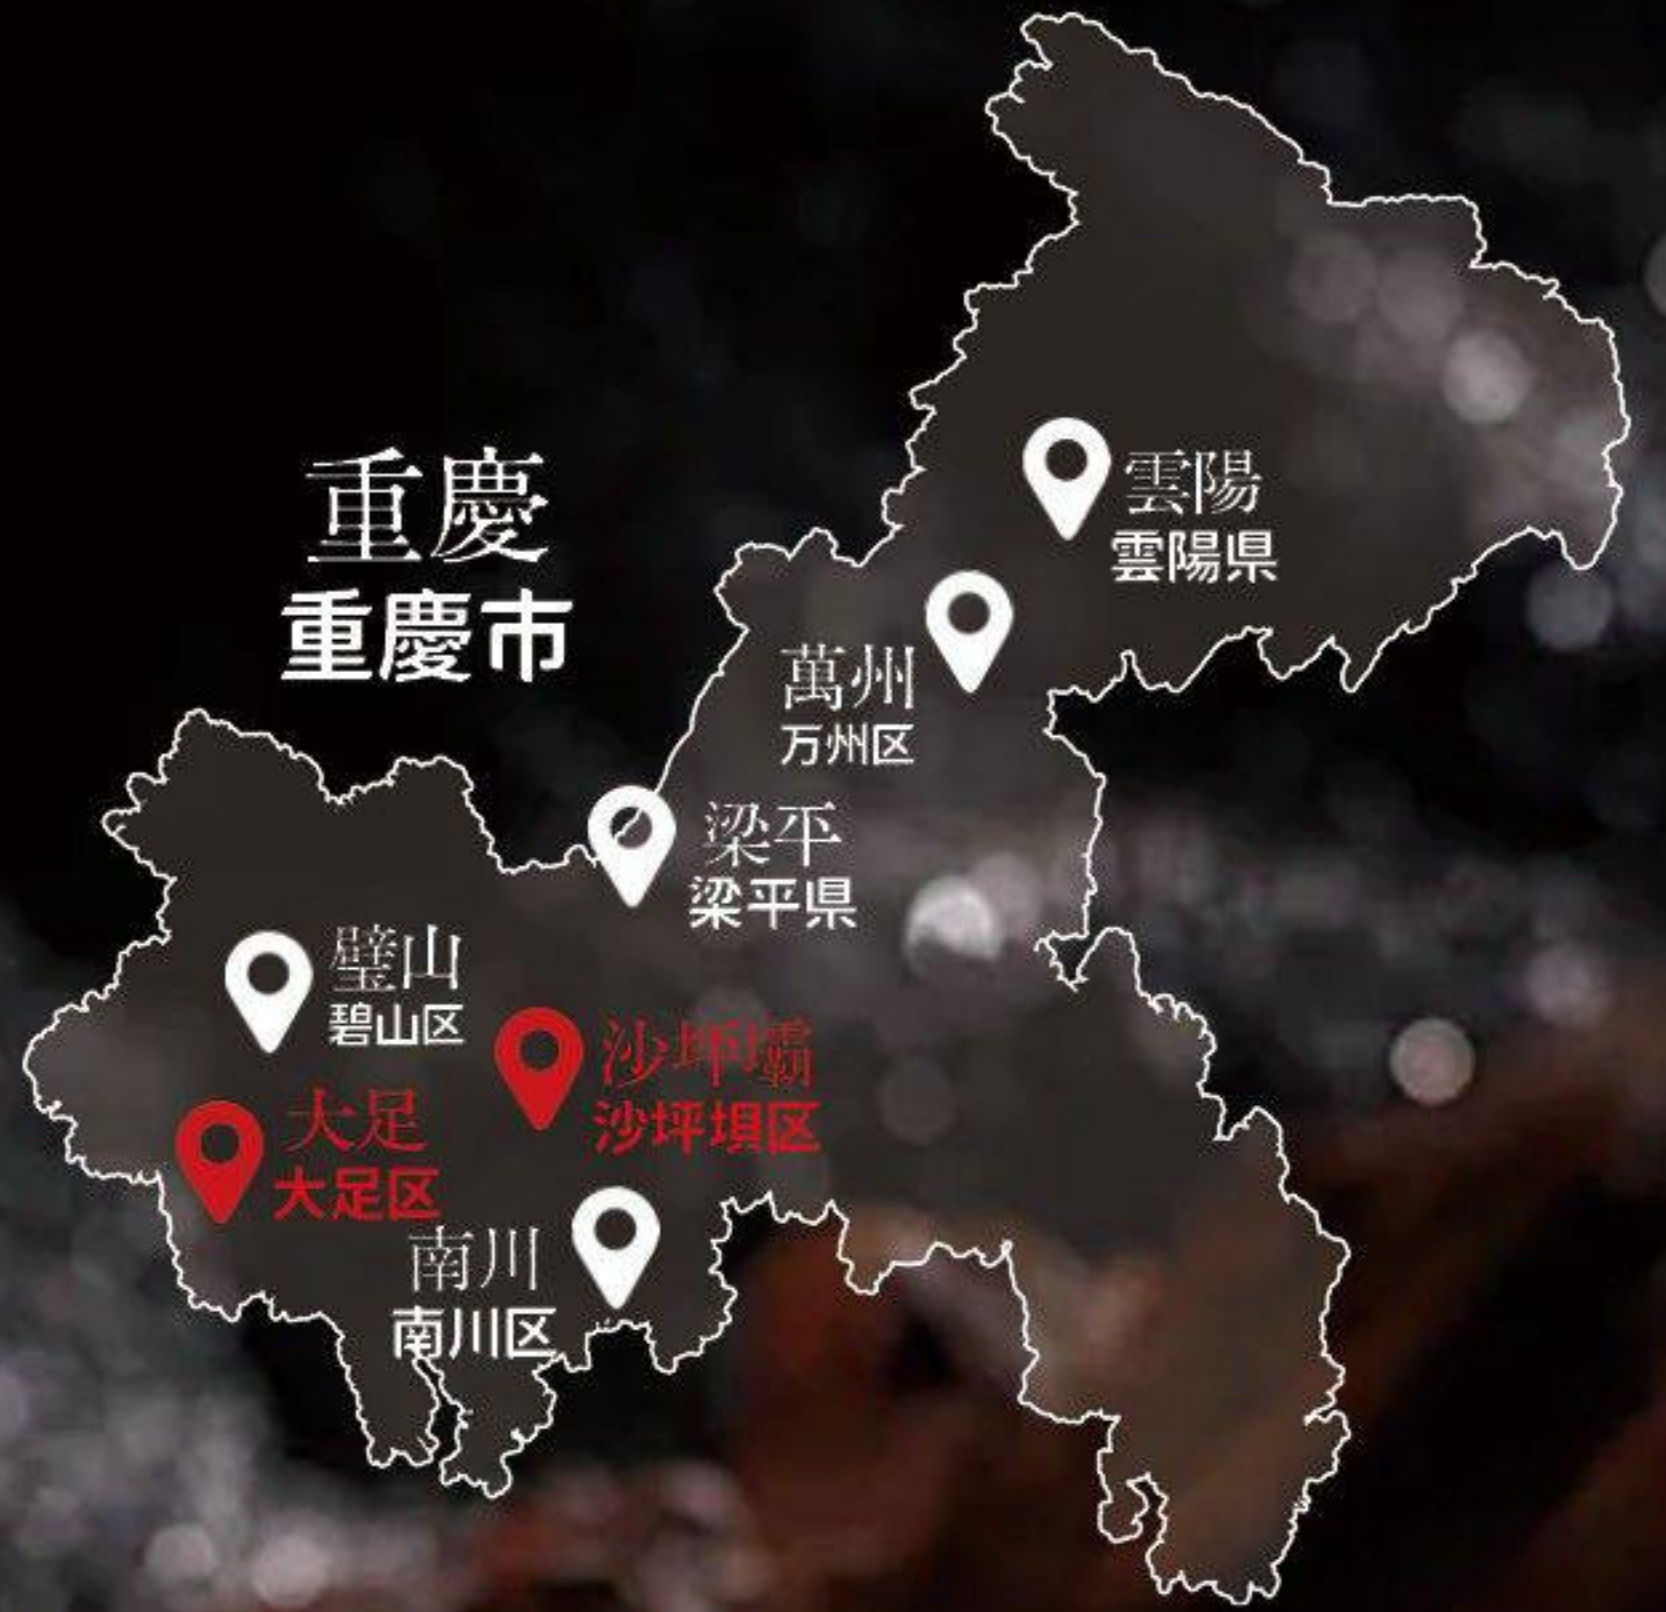 重慶
重慶市
雲陽
雲陽県
萬州
万州区
梁平
梁平県
璧山
碧山区
沙坪壩
沙坪垻区
大足
大足区
南川
南川区